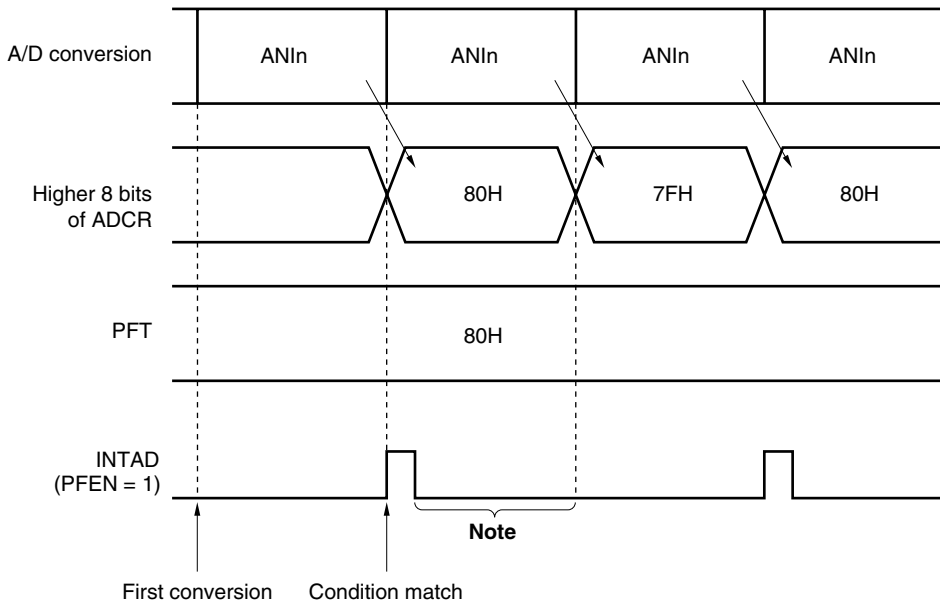 A/D conversion
ANIn
ANIn
ANIn
ANIn
Higher 8 bits
of ADCR
80H
7FH
80H
PFT
80H
INTAD
(PFEN = 1)
Note
First conversion
Condition match